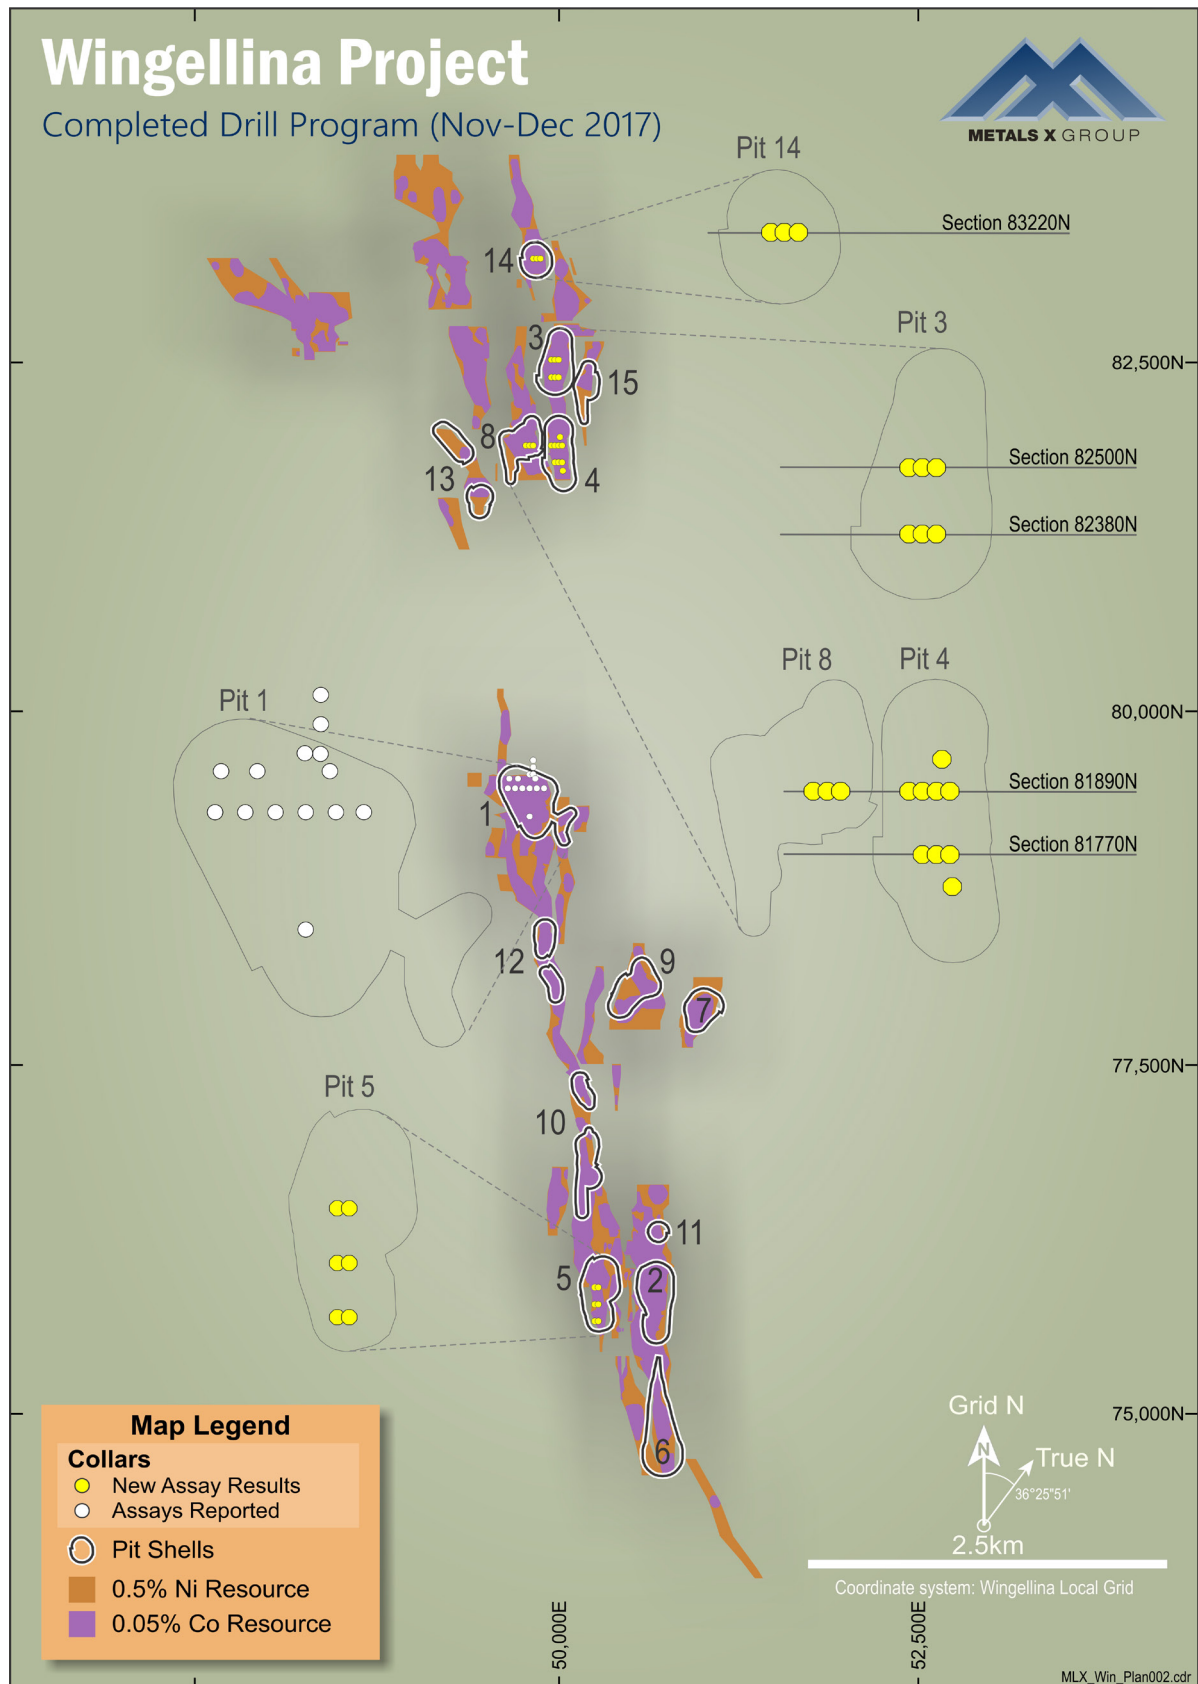 Wingellina Project
Completed Drill Program (Nov-Dec 2017)
METALS X GROUP
Pit 14
Section 83220N
14
Pit 3
3
82,500N
15
8
Section 82500N
13
4
Section 82380N
Pit 8
Pit 4
Pit 1
80,000N
Section 81890N
1
Section 81770N
12
9
7
77,500N
Pit 5
10
11
5
2
75,000N
6
Map Legend
Collars
New Assay Results
Assays Reported
Pit Shells
0.5% Ni Resource
0.05% Co Resource
Grid N
N
True N
36°25"51'
2.5km
Coordinate system: Wingellina Local Grid
50,000E
52,500E
MLX_Win_Plan002.cdr